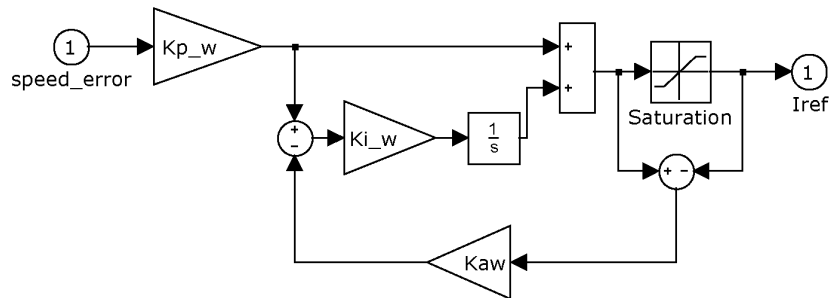 1
speed_error
Kp_w
+
+
+
-
Ki_w
1
s
Saturation
1
Iref
+ -
Kaw